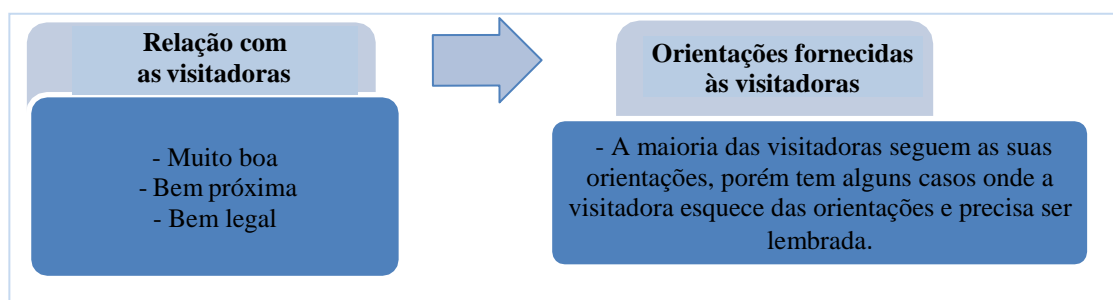 Relação com
as visitadoras
- Muito boa
- Bem próxima
- Bem legal
Orientações fornecidas
às visitadoras
- A maioria das visitadoras seguem as suas
orientações, porém tem alguns casos onde a
visitadora esquece das orientações e precisa ser
lembrada.